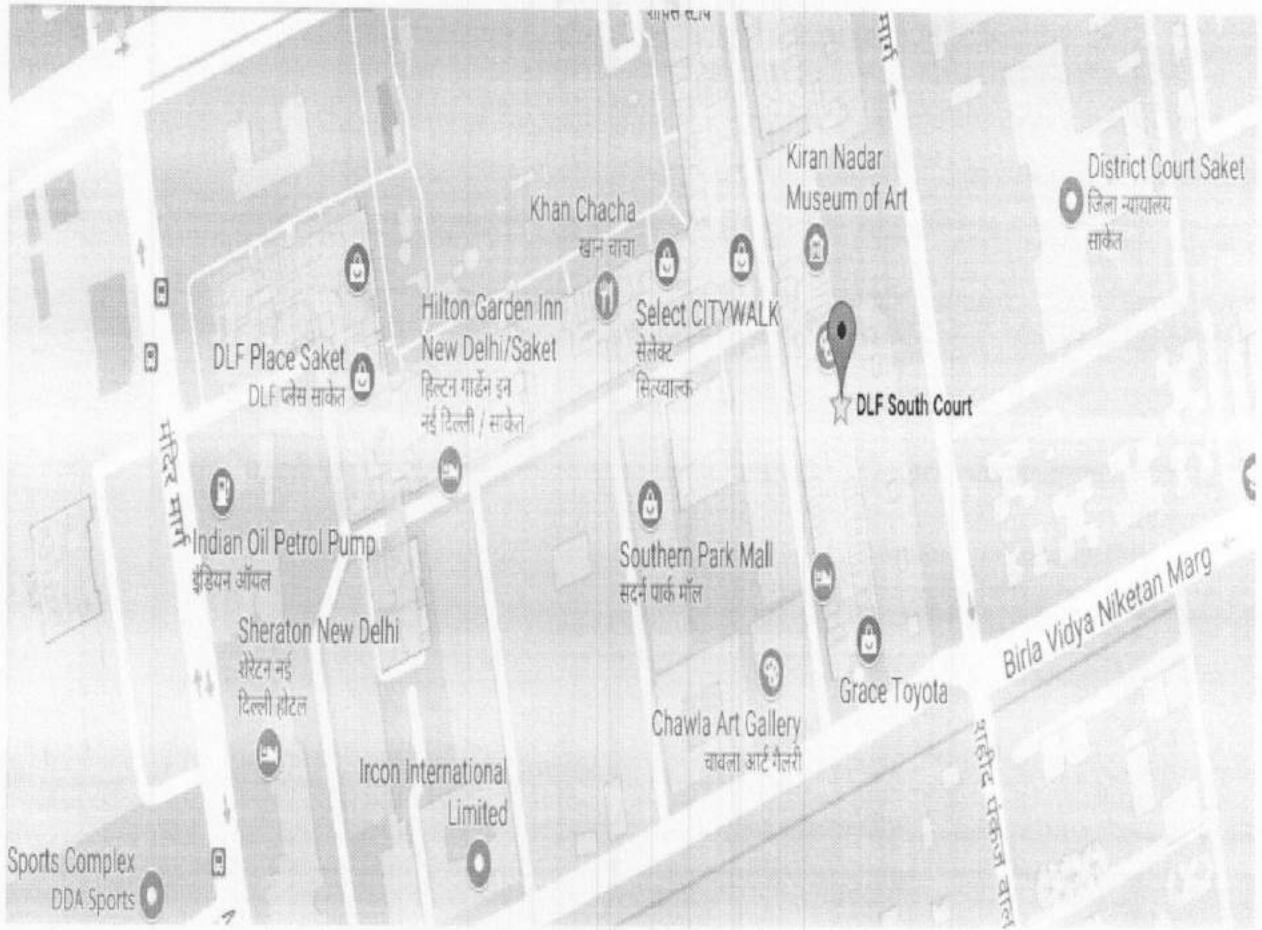 मार्ग
Kiran Nadar
Museum of Art
District Court Saket
जिला न्यायालय
साकेत
Khan Chacha
खान चाचा
Hilton Garden Inn
New Delhi/Saket
हिल्टन गार्डन इन
नई दिल्ली / साकेत
Select CITYWALK
सेलेक्ट
सित्य्वाल्क
DLF Place Saket
DLF प्लेस साकेत
DLF South Court
मंदिर मार्ग
Indian Oil Petrol Pump
इंडियन ऑयल
Southern Park Mall
सदर्न पार्क मॉल
Birla Vidya Niketan Marg
Sheraton New Delhi
शेरेटन नई
दिल्ली होटल
Grace Toyota
Chawla Art Gallery
चावला आर्ट गैलरी
Ircon International
Limited
शहीद पंकज
Sports Complex
DDA Sports